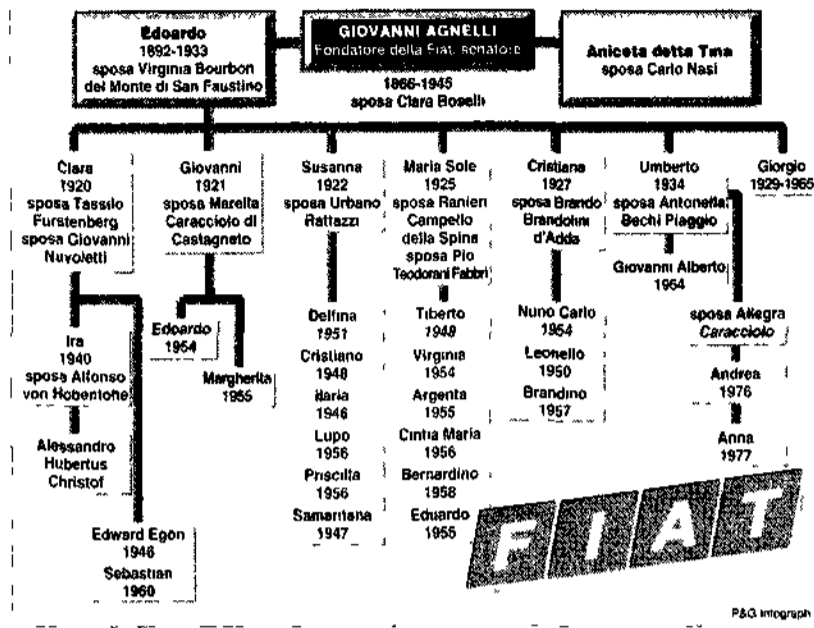 Edoardo
1892-1933
sposa Virginia Bourbon
del Monte di San Faustino
GIOVANNI AGNELLI
Fondatore della Fiat, senatore
1866-1945
sposa Clara Boselli
Aniceta detta Tina
sposa Carlo Nasi
Clara
1920
sposa Tassilo
Furstenberg
sposa Giovanni
Nuvoletti
Giovanni
1921
sposa Marella
Caracciolo di
Castagneto
Susanna
1922
sposa Urbano
Rattazzi
Maria Sole
1925
sposa Ranieri
Campello
della Spina
sposa Pio
Teodorani Fabbri
Cristiana
1927
sposa Brando
Brandolini
d'Adda
Umberto
1934
sposa Antonella
Bechi Piaggio
Giorgio
1929-1965
Ira
1940
sposa Alfonso
von Hohenlohe
Alessandro
Hubertus
Christof
Edward Egon
1946
Sebastian
1960
Edoardo
1954
Margherita
1955
Delfina
1951
Cristiano
1948
Ilaria
1946
Lupo
1956
Priscilla
1956
Samaritana
1947
Tiberto
1948
Virginia
1954
Argenta
1955
Cintia Maria
1956
Bernardino
1958
Eduardo
1955
Nuno Carlo
1954
Leonello
1950
Brandino
1957
Giovanni Alberto
1964
sposa Allegra
Caracciolo
Andrea
1976
Anna
1977
FIAT
P&G Infograph